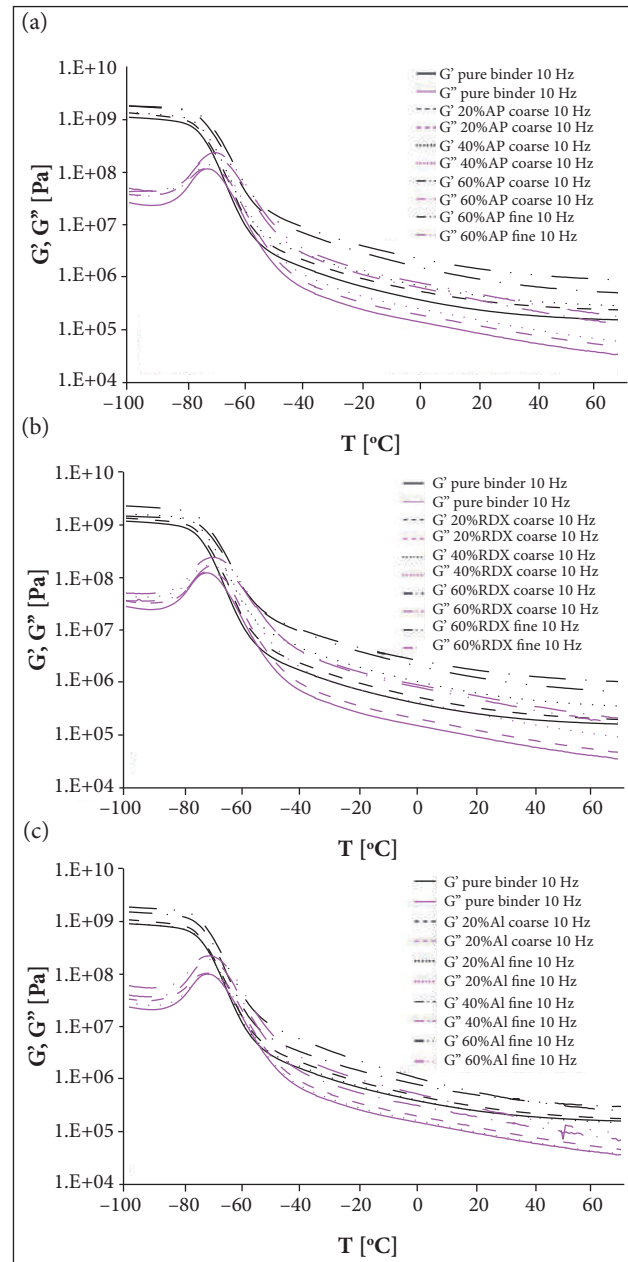 (a)
1.E+10
1.E+09
1.E+08
1.E+07
1.E+06
1.E+05
1.E+04
G', G” [Pa]
G' pure binder 10 Hz
G” pure binder 10 Hz
G' 20%AP coarse 10 Hz
G” 20%AP coarse 10 Hz
G' 40%AP coarse 10 Hz
G” 40%AP coarse 10 Hz
G' 60%AP coarse 10 Hz
G” 60%AP coarse 10 Hz
G' 60%AP fine 10 Hz
G” 60%AP fine 10 Hz
–100 –80 –60 –40 –20 0 20 40 60
T [°C]
(b)
1.E+10
1.E+09
1.E+08
1.E+07
1.E+06
1.E+05
1.E+04
G', G” [Pa]
G' pure binder 10 Hz
G” pure binder 10 Hz
G' 20%RDX coarse 10 Hz
G” 20%RDX coarse 10 Hz
G' 40%RDX coarse 10 Hz
G” 40%RDX coarse 10 Hz
G' 60%RDX coarse 10 Hz
G” 60%RDX coarse 10 Hz
G' 60%RDX fine 10 Hz
G” 60%RDX fine 10 Hz
–100 –80 –60 –40 –20 0 20 40 60
T [°C]
(c)
1.E+10
1.E+09
1.E+08
1.E+07
1.E+06
1.E+05
1.E+04
G', G” [Pa]
G' pure binder 10 Hz
G” pure binder 10 Hz
G' 20%Al coarse 10 Hz
G” 20%Al coarse 10 Hz
G' 20%Al fine 10 Hz
G” 20%Al fine 10 Hz
G' 40%Al fine 10 Hz
G” 40%Al fine 10 Hz
G' 60%Al fine 10 Hz
G” 60%Al fine 10 Hz
–100 –80 –60 –40 –20 0 20 40 60
T [°C]